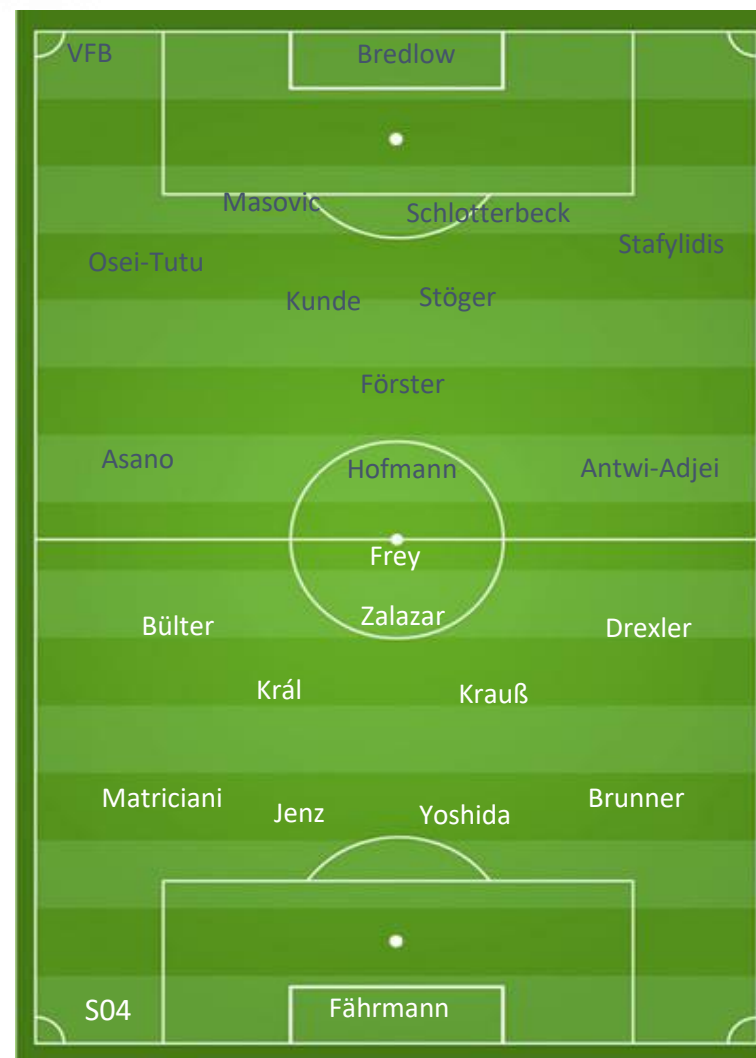 VFB Bredlow
Masovic Schlotterbeck
Stafylidis
Osei-Tutu
Kunde Stöger
Förster
Asano Hofmann Antwi-Adjei
Frey
Zalazar
Bülter Drexler
Král Krauß
Matriciani Brunner
Jenz Yoshida
S04 Fährmann